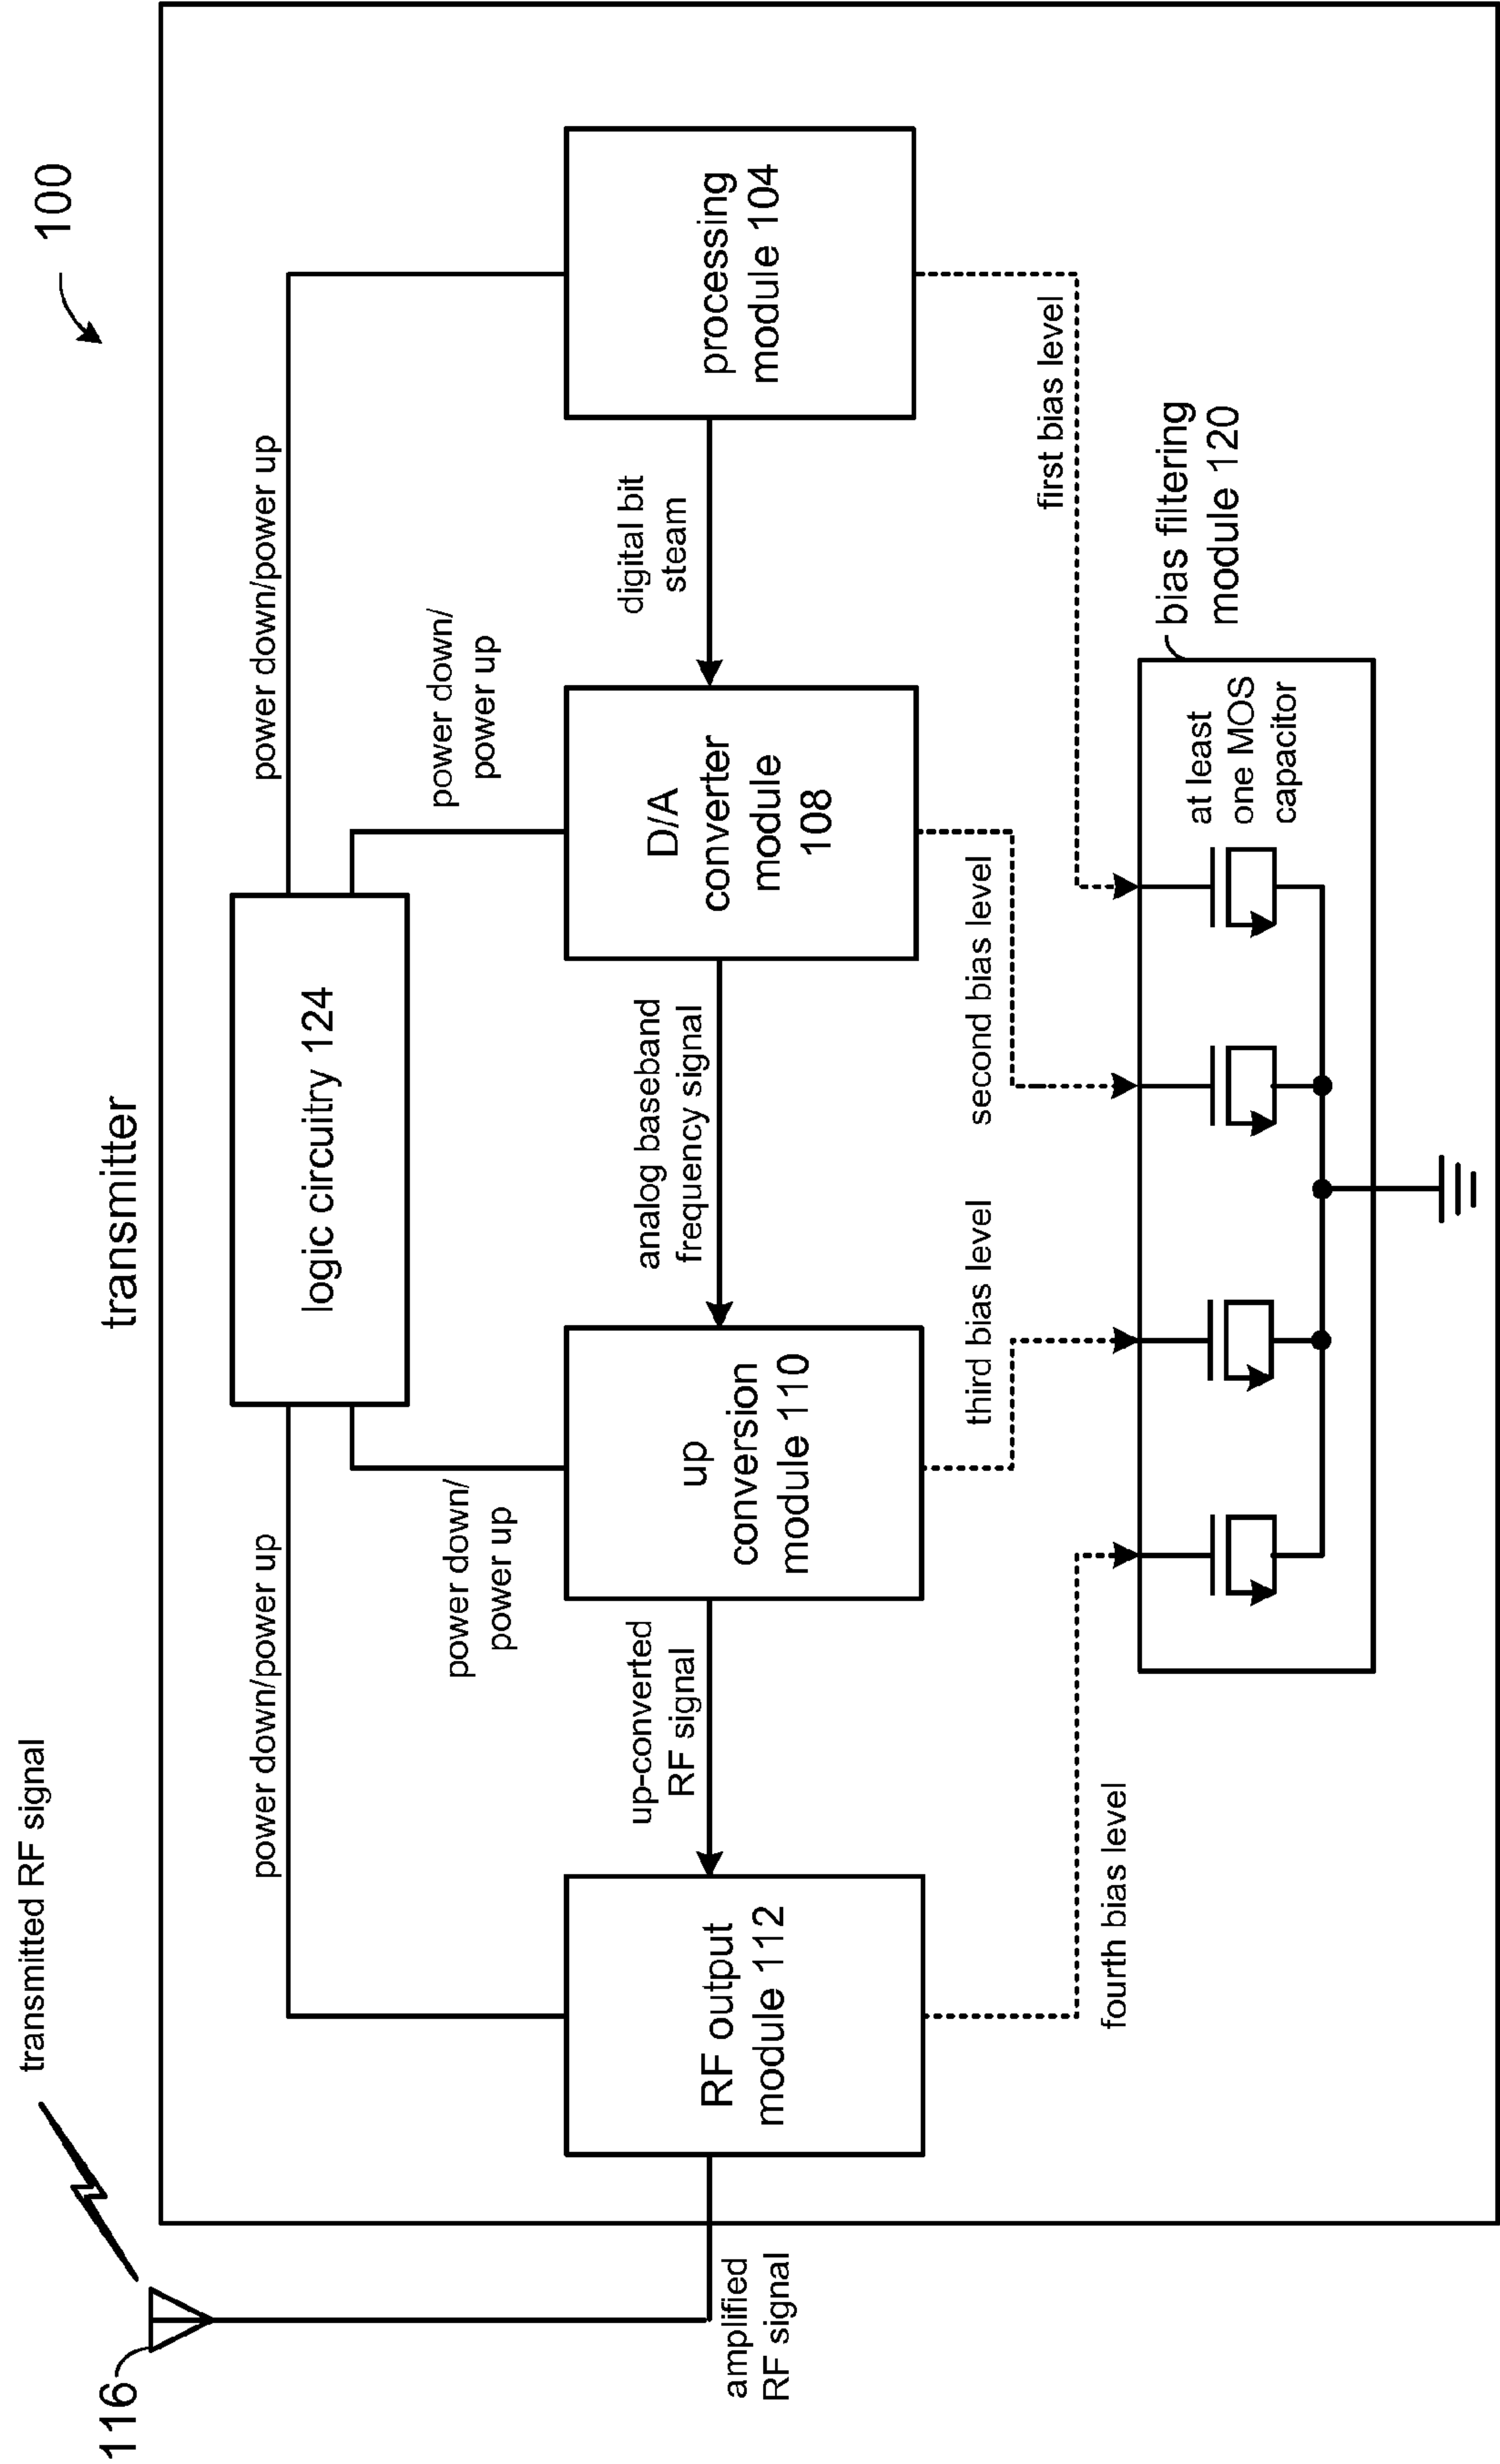 transmitter
100
transmitted RF signal
116
power down/power up
logic circuitry 124
power down/power up
power down/
power up
power down/
power up
amplified
RF signal
RF output
module 112
up-converted
RF signal
up
conversion
module 110
analog baseband
frequency signal
D/A
converter
module
108
digital bit
steam
processing
module 104
fourth bias level
third bias level
second bias level
first bias level
bias filtering
module 120
at least
one MOS
capacitor